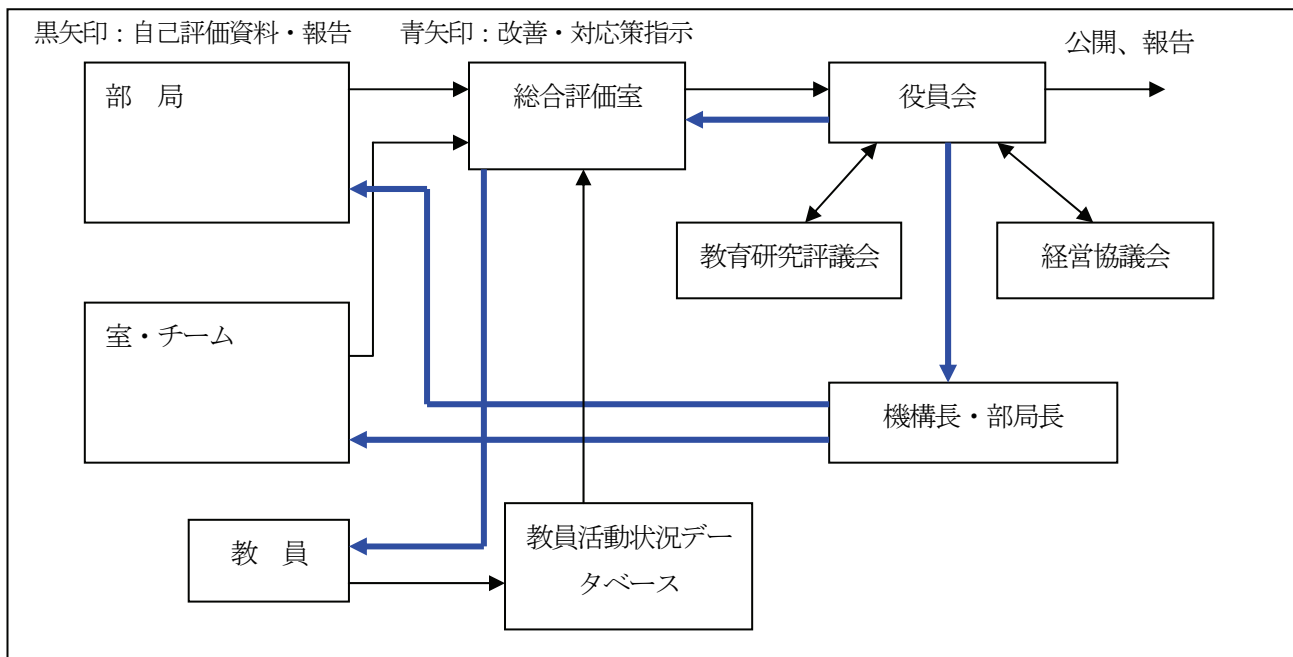 黒矢印：自己評価資料・報告　　青矢印：改善・対応策指示
公開、報告
部　局
総合評価室
役員会
教育研究評議会
経営協議会
室・チーム
機構長・部局長
教　員
教員活動状況デー
タベース